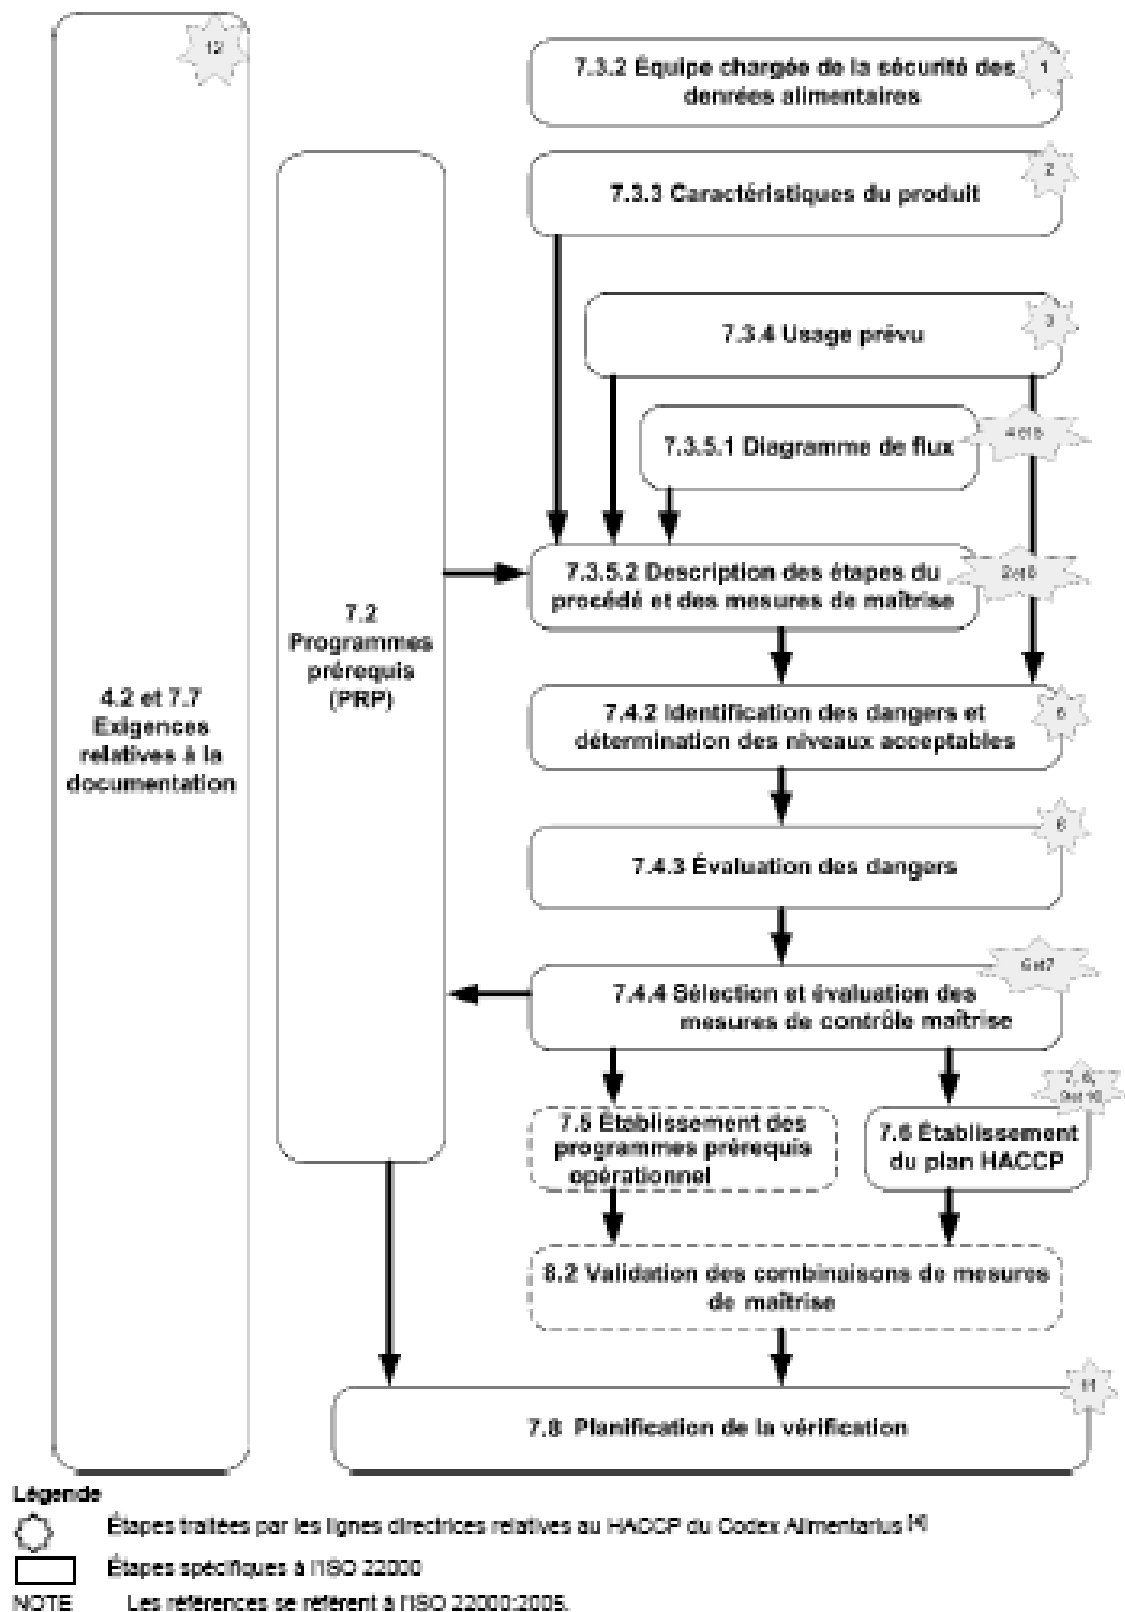 12
7.3.2 Équipe chargée de la sécurité des
denrées alimentaires
1
7.3.3 Caractéristiques du produit
2
7.3.4 Usage prévu
3
7.3.5.1 Diagramme de flux
4 et 5
7.3.5.2 Description des étapes du
procédé et des mesures de maîtrise
7.2
Programmes
prérequis
(PRP)
4.2 et 7.7
Exigences
relatives à la
documentation
7.4.2 Identification des dangers et
détermination des niveaux acceptables
6
7.4.3 Évaluation des dangers
6
7.4.4 Sélection et évaluation des
mesures de contrôle maîtrise
6 et 7
7.5 Établissement des
programmes prérequis
opérationnel
7.6 Établissement
du plan HACCP
7, 8,
9 et 10
8.2 Validation des combinaisons de mesures
de maîtrise
7.8 Planification de la vérification
11
Légende
Étapes traitées par les lignes directrices relatives au HACCP du Codex Alimentarius [4]
Étapes spécifiques à l'ISO 22000
NOTE Les références se réfèrent à l'ISO 22000:2005.